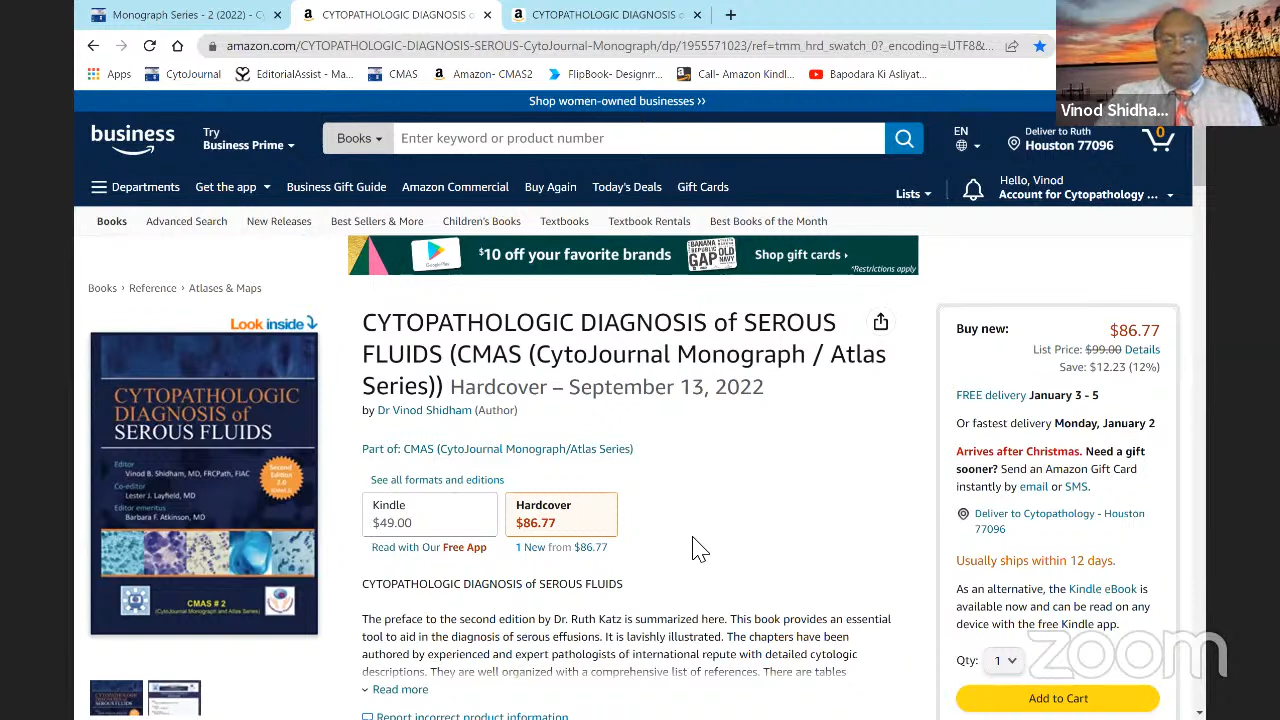 Monograph Series - 2 (2022) - C
CYTOPATHOLOGIC DIAGNOSIS
CYTOPATHOLOGIC DIAGNOSIS
amazon.com/CYTOPATHOLOGIC-DIAGNOSIS-SEROUS-CytoJournal-Monograph/dp/1955571023/ref=tmm_hrd_swatch_0?_encoding=UTF8&...
Apps CytoJournal EditorialAssist - Ma... CMAS Amazon- CMAS2 FlipBook- Designrr... Call- Amazon Kindl... Bapodara Ki Asliyat...
Vinod Shidha...
Shop women-owned businesses ››
business
Try
Business Prime
Books
Enter keyword or product number
EN
Deliver to Ruth
Houston 77096
0
Departments Get the app Business Gift Guide Amazon Commercial Buy Again Today's Deals Gift Cards
Lists
Hello, Vinod
Account for Cytopathology ...
Books Advanced Search New Releases Best Sellers & More Children's Books Textbooks Textbook Rentals Best Books of the Month
Google Play
$10 off your favorite brands
BANANA REPUBLIC GAP OLD NAVY
Shop gift cards ›
*Restrictions apply
Books › Reference › Atlases & Maps
Look inside
CYTOPATHOLOGIC
DIAGNOSIS of
SEROUS FLUIDS
Editor
Vinod B. Shidham, MD, FRCPath, FIAC
Co-editor
Lester J. Layfield, MD
Editor emeritus
Barbara F. Atkinson, MD
Second
Edition
2.0
CMAS # 2
(CytoJournal Monograph and Atlas Series)
CYTOPATHOLOGIC DIAGNOSIS of SEROUS
FLUIDS (CMAS (CytoJournal Monograph / Atlas
Series)) Hardcover – September 13, 2022
by Dr Vinod Shidham (Author)
Part of: CMAS (CytoJournal Monograph/Atlas Series)
See all formats and editions
Kindle
$49.00
Hardcover
$86.77
Read with Our Free App
1 New from $86.77
CYTOPATHOLOGIC DIAGNOSIS of SEROUS FLUIDS
The preface to the second edition by Dr. Ruth Katz is summarized here. This book provides an essential
tool to aid in the diagnosis of serous effusions. It is lavishly illustrated. The chapters have been
authored by experienced and expert pathologists of international repute with detailed cytologic
descriptions. They are well referenced with a comprehensive list of references. There are
Read more
Report incorrect product information
Buy new: $86.77
List Price: $99.00 Details
Save: $12.23 (12%)
FREE delivery January 3 - 5
Or fastest delivery Monday, January 2
Arrives after Christmas. Need a gift
sooner? Send an Amazon Gift Card
instantly by email or SMS.
Deliver to Cytopathology - Houston
77096
Usually ships within 12 days.
As an alternative, the Kindle eBook is
available now and can be read on any
device with the free Kindle app.
Qty: 1
Add to Cart
zoom